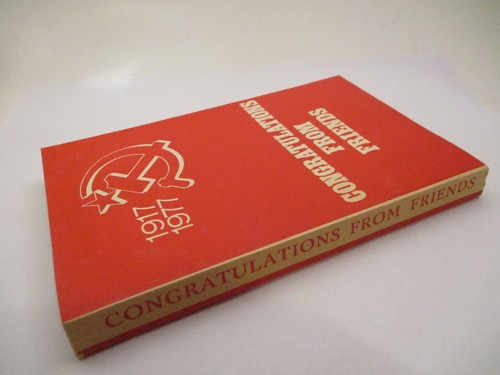 CONGRATULATIONS
FROM
FRIENDS
1917
1977
CONGRATULATIONS FROM FRIENDS